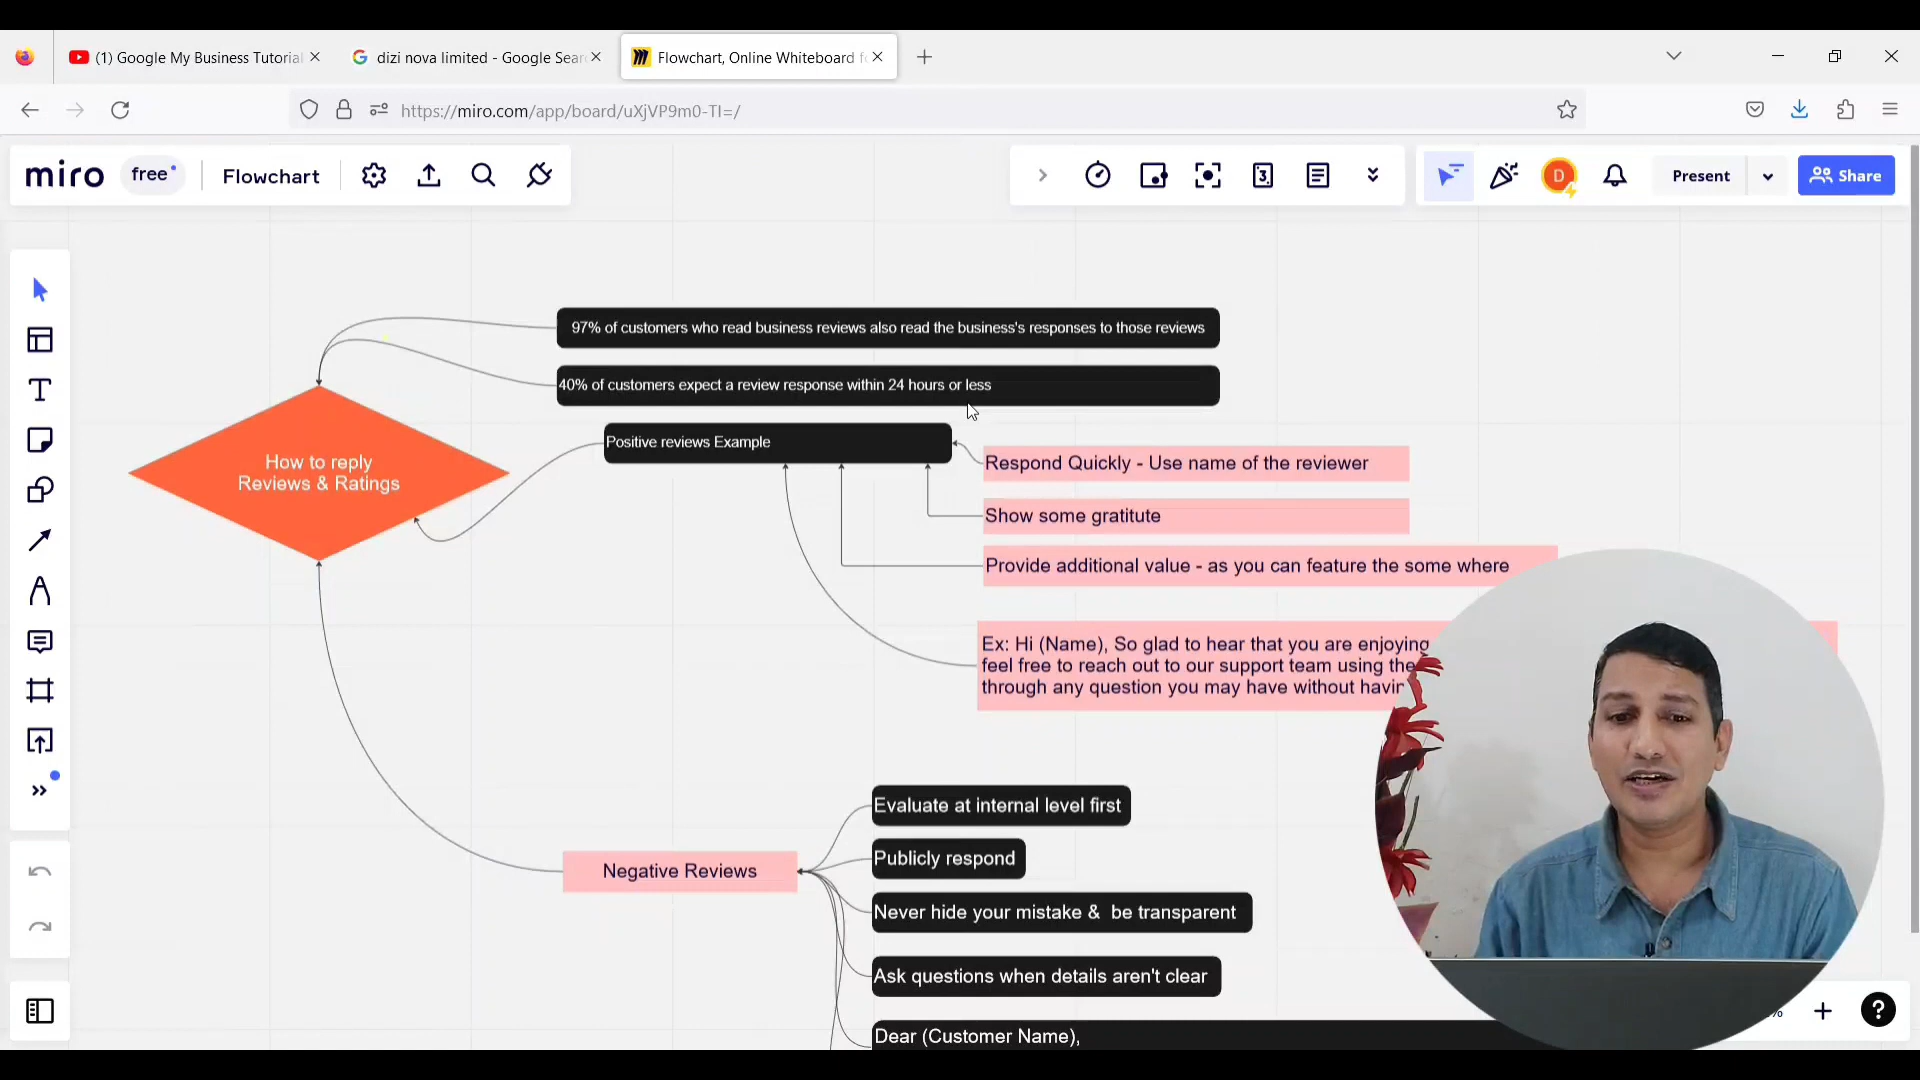 (1) Google My Business Tutorial
dizi nova limited - Google Sear
Flowchart, Online Whiteboard f
https://miro.com/app/board/uXjVP9m0-TI=/
miro
free
Flowchart
3
D
Present
Share
97% of customers who read business reviews also read the business's responses to those reviews
40% of customers expect a review response within 24 hours or less
Positive reviews Example
How to reply
Reviews & Ratings
Respond Quickly - Use name of the reviewer
Show some gratitute
Provide additional value - as you can feature the some where
Ex: Hi (Name), So glad to hear that you are enjoying
feel free to reach out to our support team using the
through any question you may have without havin
Negative Reviews
Evaluate at internal level first
Publicly respond
Never hide your mistake & be transparent
Ask questions when details aren't clear
Dear (Customer Name),
%